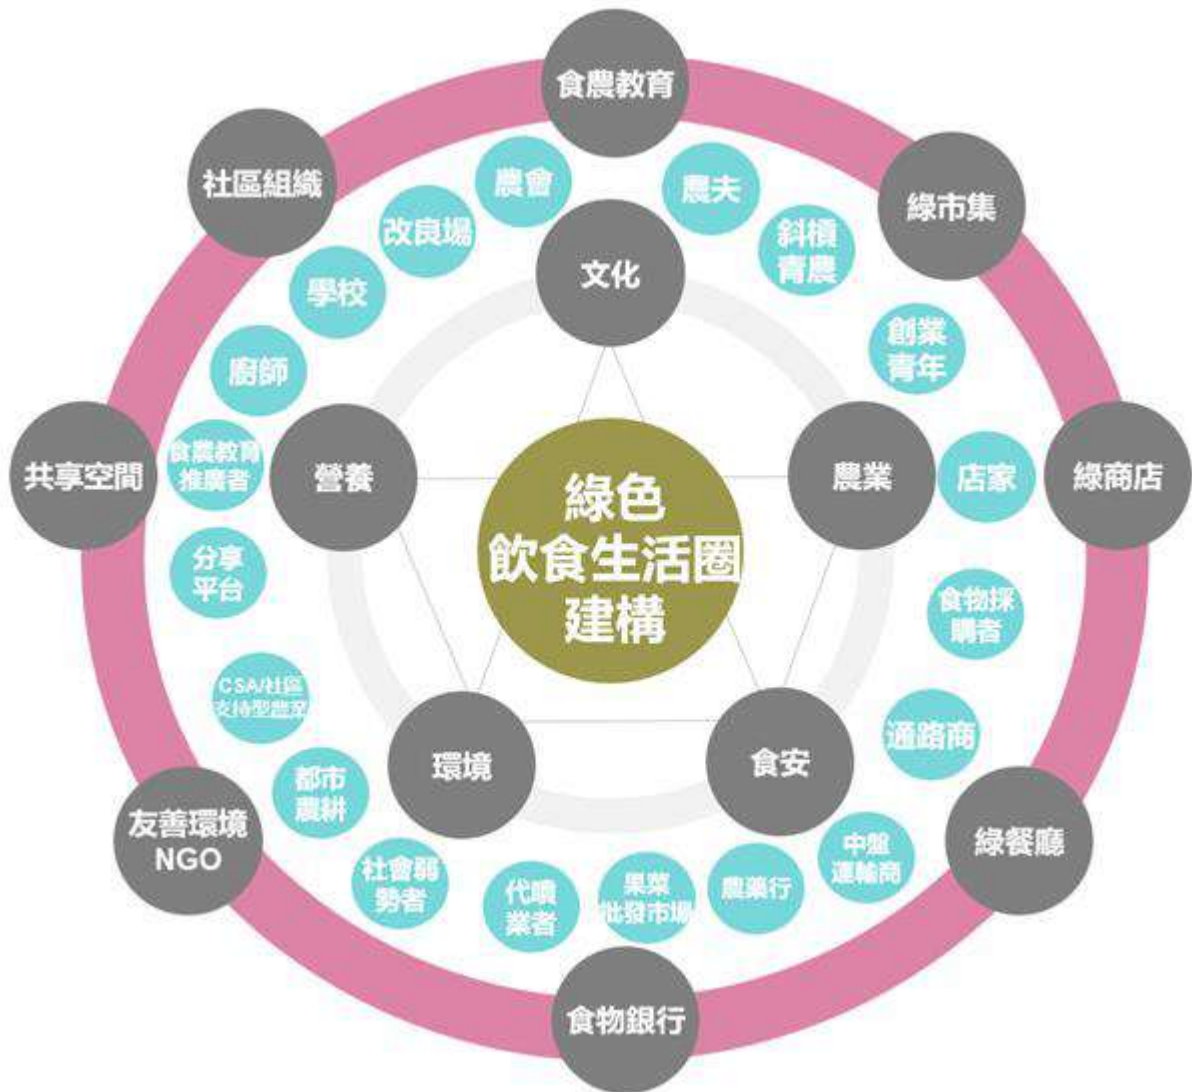 食農教育
綠市集
綠商店
綠餐廳
食物銀行
友善環境
NGO
共享空間
社區組織
農會
農夫
斜槓
青農
創業
青年
店家
食物採
購者
通路商
中盤
運輸商
農藥行
果菜
批發市場
代噴
業者
社會弱
勢者
都市
農耕
CSA/社區
支持型農業
分享
平台
食農教育
推廣者
廚師
學校
改良場
文化
農業
食安
環境
營養
綠色
飲食生活圈
建構